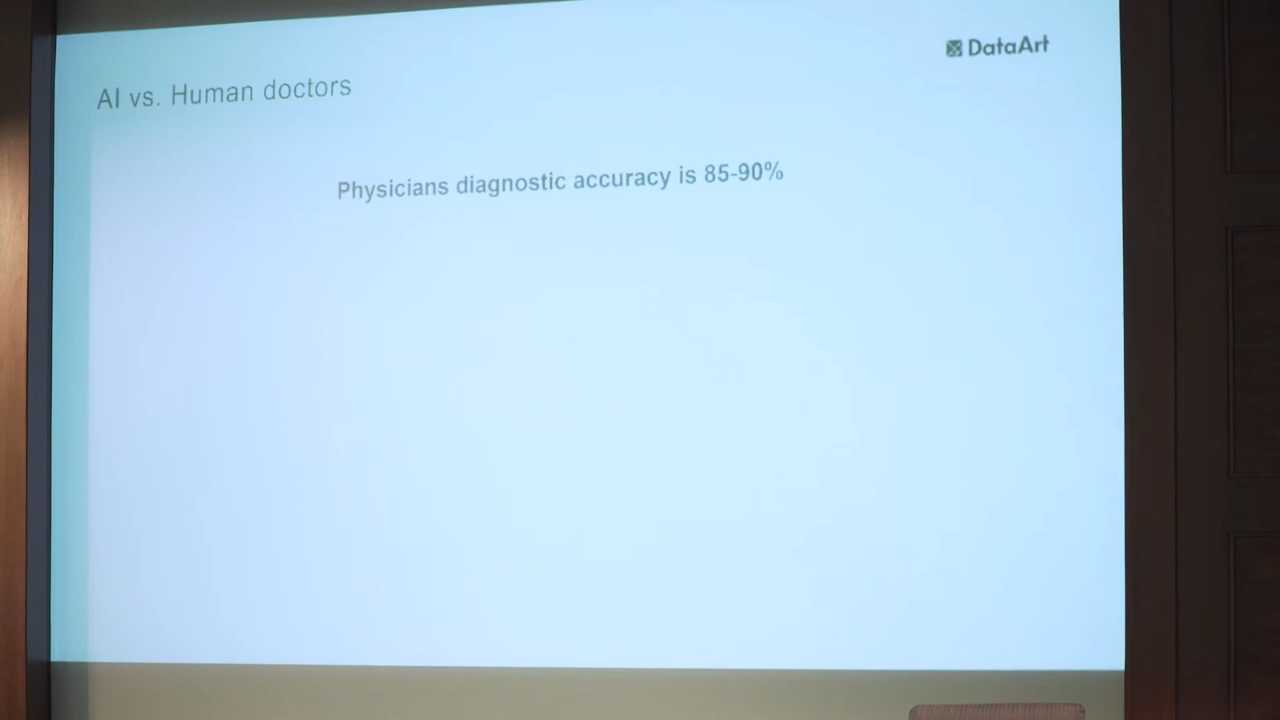 DataArt
AI vs. Human doctors
Physicians diagnostic accuracy is 85-90%